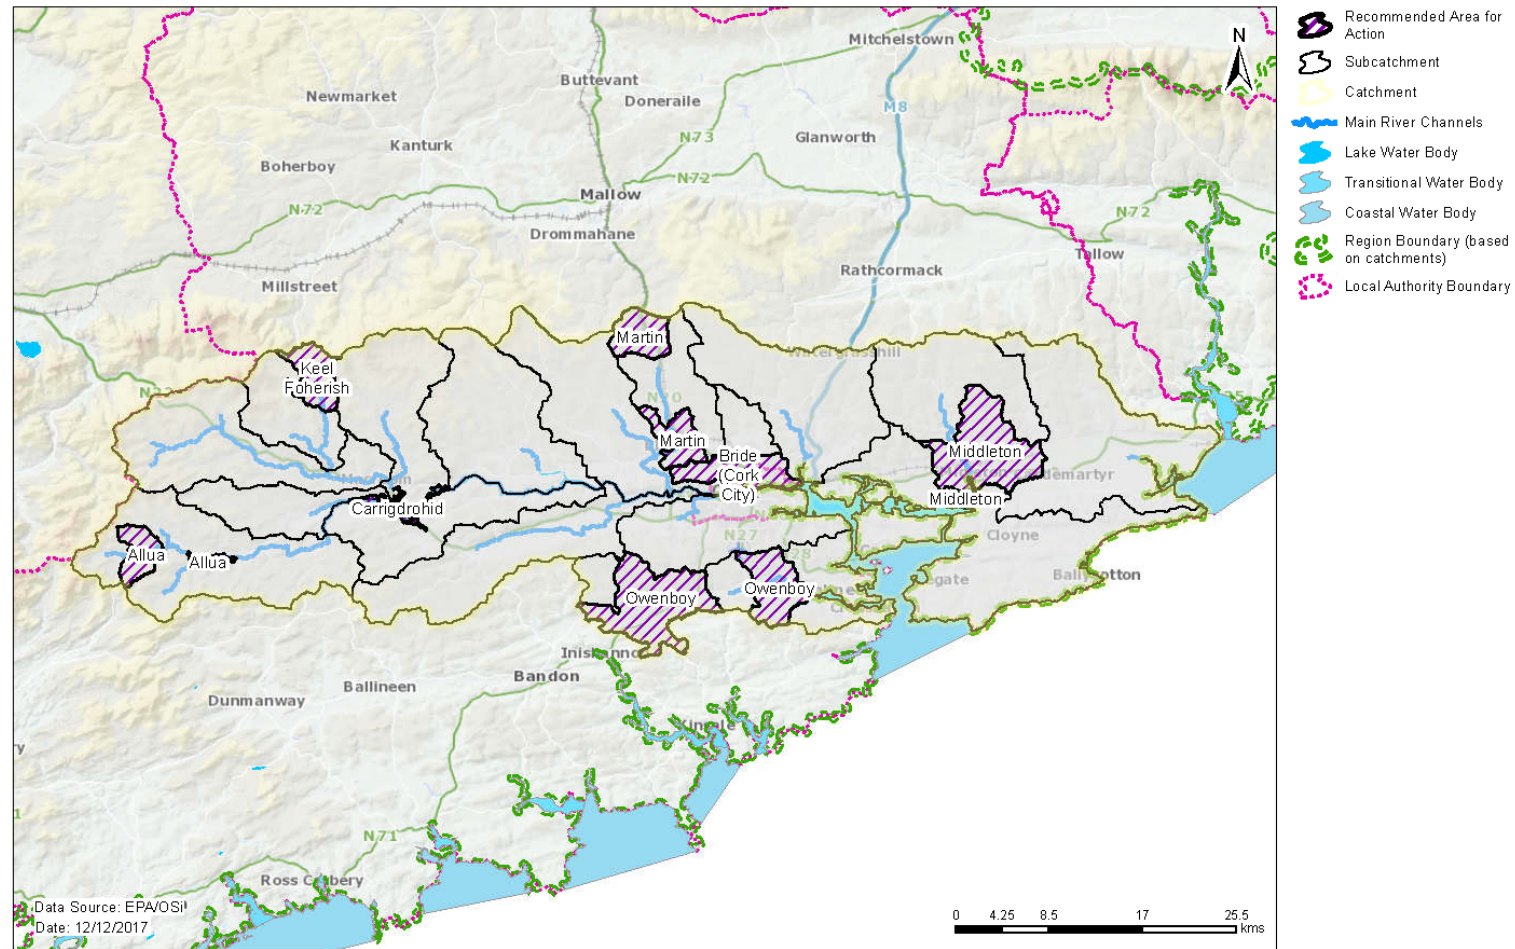 Mitchelstown
N
Buttevant
Newmarket
Doneraile
M8
N73
Glanworth
Kanturk
Boherboy
N72
Mallow
N72
N72
Drommahane
Tallow
Rathcormack
Millstreet
Martin
Watergrasshill
Keel
Foherish
N20
Martin
Bride
(Cork
City)
Middleton
Middleton
Carrigdrohid
N27
Cloyne
Allua
Allua
Owenboy
Owenboy
Bandon
Ballineen
Dunmanway
N71
Data Source: EPA/OSi
Date: 12/12/2017
0 4.25 8.5 17 25.5
kms
Recommended Area for
Action
Subcatchment
Catchment
Main River Channels
Lake Water Body
Transitional Water Body
Coastal Water Body
Region Boundary (based
on catchments)
Local Authority Boundary